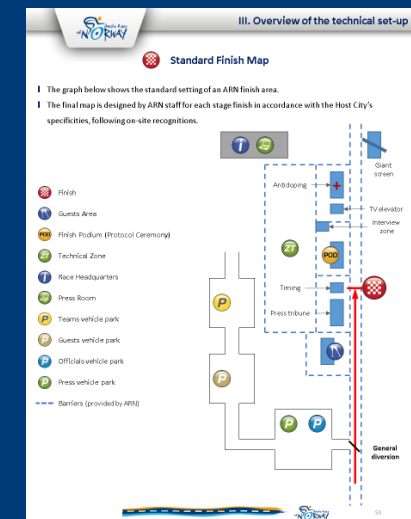 Arctic Race
of NORWAY
III. Overview of the technical set-up
Standard Finish Map
The graph below shows the standard setting of an ARN finish area.
The final map is designed by ARN staff for each stage finish in accordance with the Host City's
specificities, following on-site recognitions.
i
Giant
screen
Antidoping
TV elevator
Interview
zone
ZT
POD
Timing
Press tribune
P
P
P P
General
diversion
Finish
Guests Area
POD Finish Podium (Protocol Ceremony)
ZT Technical Zone
i Race Headquarters
Press Room
P Teams vehicle park
P Guests vehicle park
P Officials vehicle park
P Press vehicle park
Barriers (provided by ARN)
NORWAY